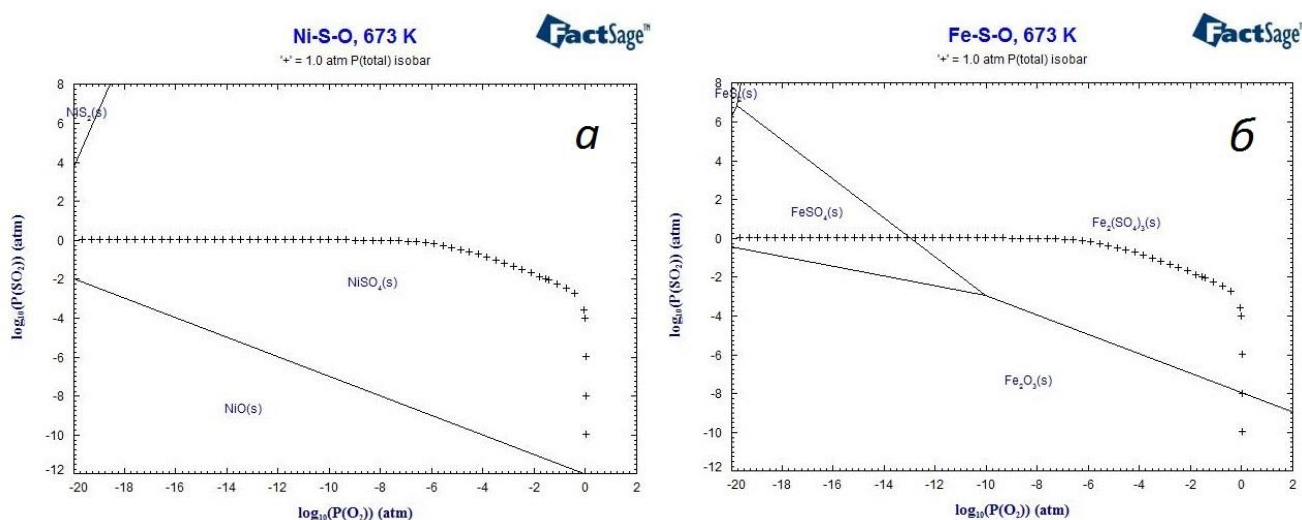 Ni-S-O, 673 K
'+' = 1.0 atm P(total) isobar
FactSage™
8
6
4
2
0
-2
-4
-6
-8
-10
-12
log₁₀(P(SO₂)) (atm)
NiS₂(s)
а
NiSO₄(s)
NiO(s)
-20 -18 -16 -14 -12 -10 -8 -6 -4 -2 0 2
log₁₀(P(O₂)) (atm)
Fe-S-O, 673 K
'+' = 1.0 atm P(total) isobar
FactSage™
8
6
4
2
0
-2
-4
-6
-8
-10
-12
log₁₀(P(SO₂)) (atm)
FeS₂(s)
б
FeSO₄(s)
Fe₂(SO₄)₃(s)
Fe₂O₃(s)
-20 -18 -16 -14 -12 -10 -8 -6 -4 -2 0 2
log₁₀(P(O₂)) (atm)